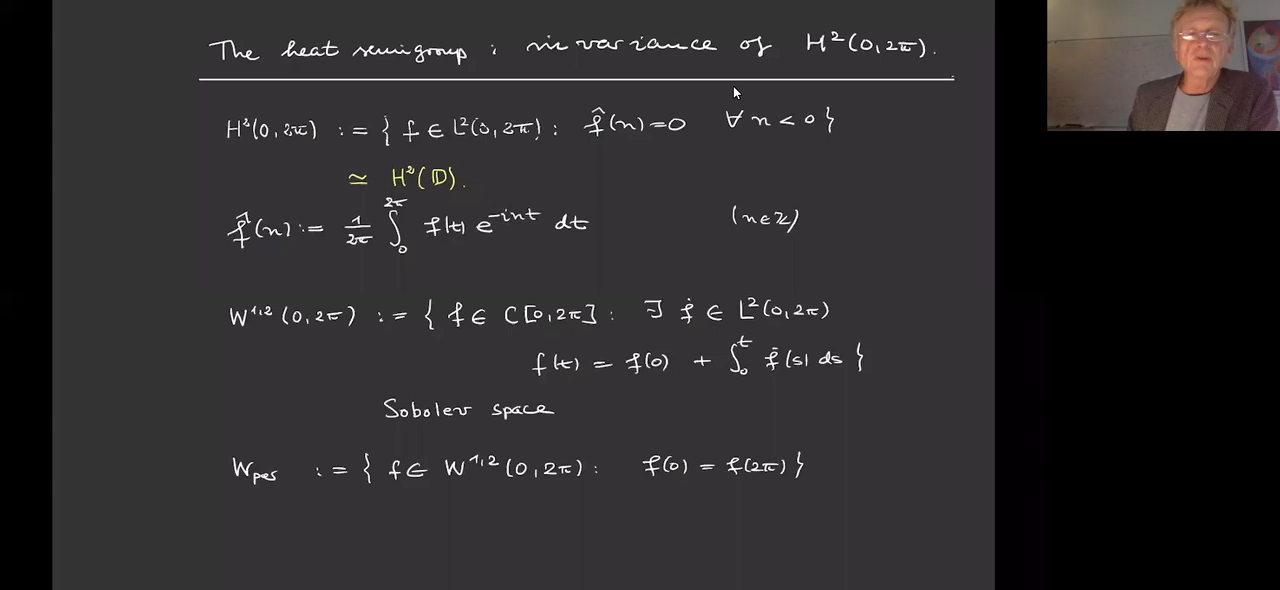 The heat semigroup : invariance of H²(0,2π).
H²(0,2π) := { f ∈ L²(0,2π) : f̂(n) = 0 ∀ n < 0 }
≃ H²(𝔻).
f̂(n) := 1/2π ∫₀^2π f(t) e^{-int} dt (n∈ℤ)
W^{1,2}(0,2π) := { f ∈ C[0,2π] : ∃ ḟ ∈ L²(0,2π)
f(t) = f(0) + ∫₀^t ḟ(s) ds }
Sobolev space
W_per := { f ∈ W^{1,2}(0,2π) : f(0) = f(2π) }